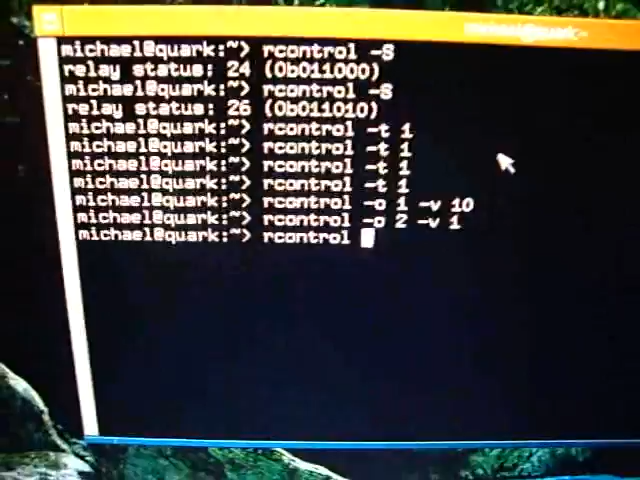 michael@quark:~> rcontrol -S
relay status: 24 (0b011000)
michael@quark:~> rcontrol -S
relay status: 26 (0b011010)
michael@quark:~> rcontrol -t 1
michael@quark:~> rcontrol -t 1
michael@quark:~> rcontrol -t 1
michael@quark:~> rcontrol -t 1
michael@quark:~> rcontrol -o 1 -v 10
michael@quark:~> rcontrol -o 2 -v 1
michael@quark:~> rcontrol